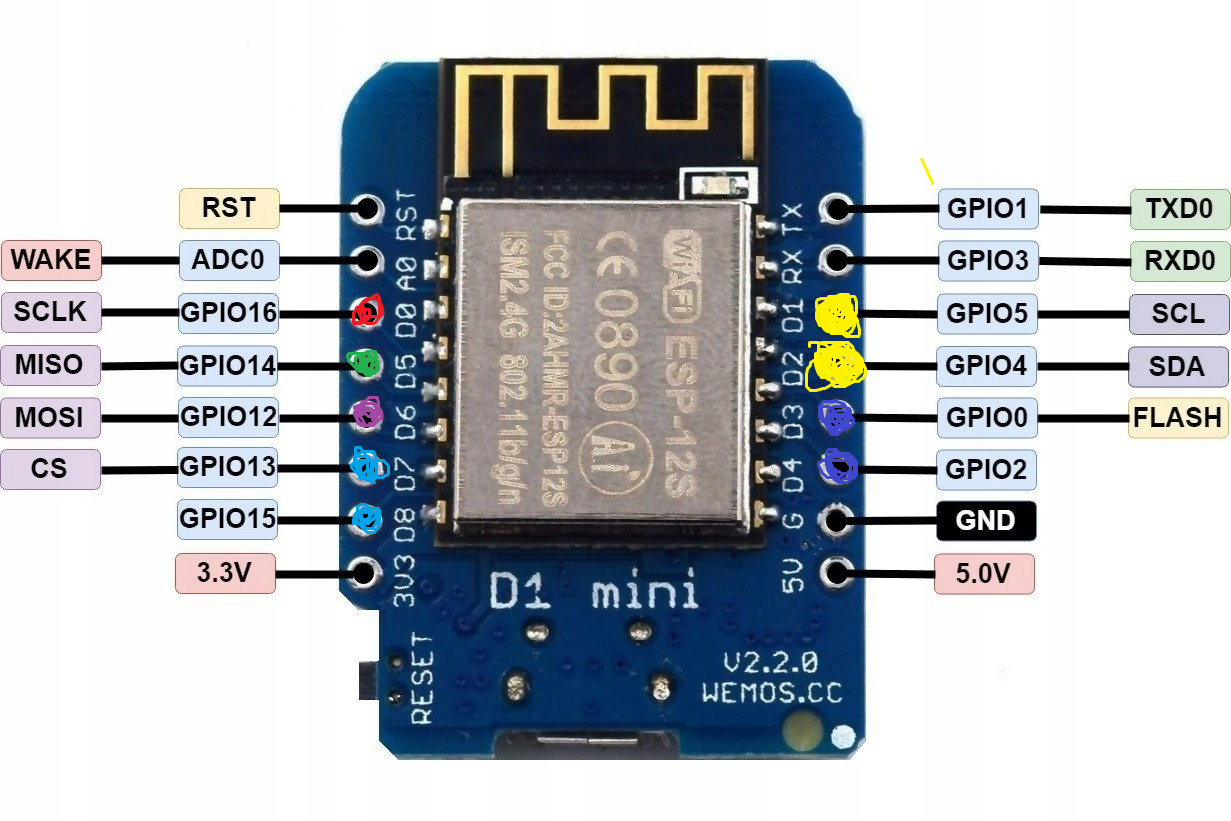 RST
WAKE ADC0
SCLK GPIO16
MISO GPIO14
MOSI GPIO12
CS GPIO13
GPIO15
3.3V
RST
A0
D0
D5
D6
D7
D8
3V3
RESET
WiFi ESP-12S
CE 0890 Ai
FCC ID:2AHMR-ESP12S
ISM2.4G 802.11b/g/n
D1 mini
V2.2.0
WEMOS.CC
TX
RX
D1
D2
D3
D4
G
5V
GPIO1 TXD0
GPIO3 RXD0
GPIO5 SCL
GPIO4 SDA
GPIO0 FLASH
GPIO2
GND
5.0V